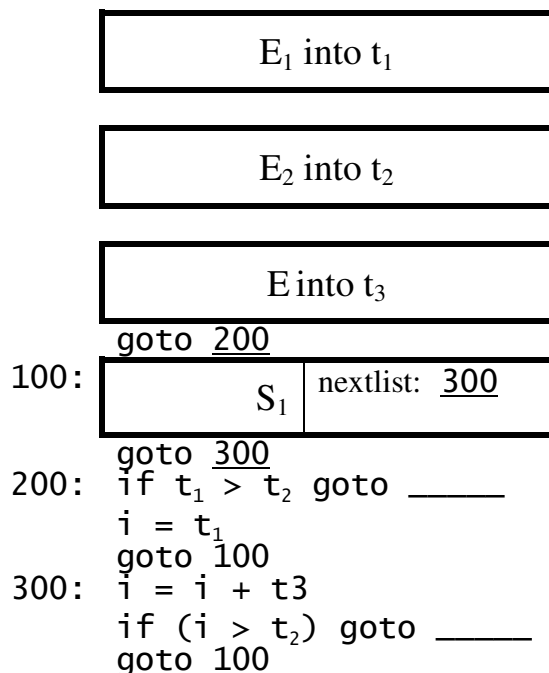 E₁ into t₁
E₂ into t₂
E into t₃
goto 200
100: S₁ nextlist: 300
goto 300
200: if t₁ > t₂ goto _____
i = t₁
goto 100
300: i = i + t3
if (i > t₂) goto _____
goto 100